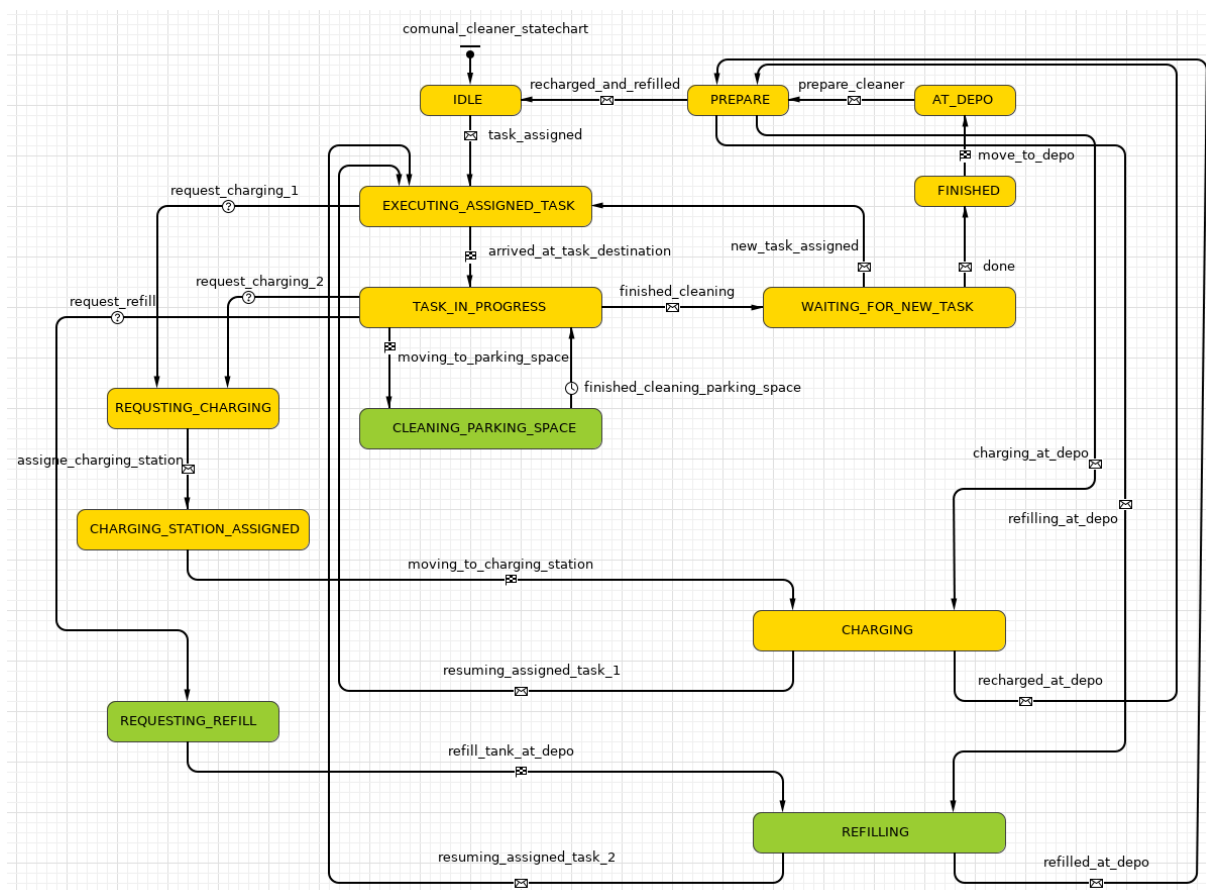 comunal_cleaner_statechart
recharged_and_refilled
prepare_cleaner
IDLE
PREPARE
AT_DEPO
task_assigned
move_to_depo
request_charging_1
FINISHED
EXECUTING_ASSIGNED_TASK
new_task_assigned
arrived_at_task_destination
done
request_charging_2
finished_cleaning
request_refill
TASK_IN_PROGRESS
WAITING_FOR_NEW_TASK
moving_to_parking_space
finished_cleaning_parking_space
REQUSTING_CHARGING
CLEANING_PARKING_SPACE
assigne_charging_station
charging_at_depo
refilling_at_depo
CHARGING_STATION_ASSIGNED
moving_to_charging_station
CHARGING
resuming_assigned_task_1
recharged_at_depo
REQUESTING_REFILL
refill_tank_at_depo
REFILLING
resuming_assigned_task_2
refilled_at_depo